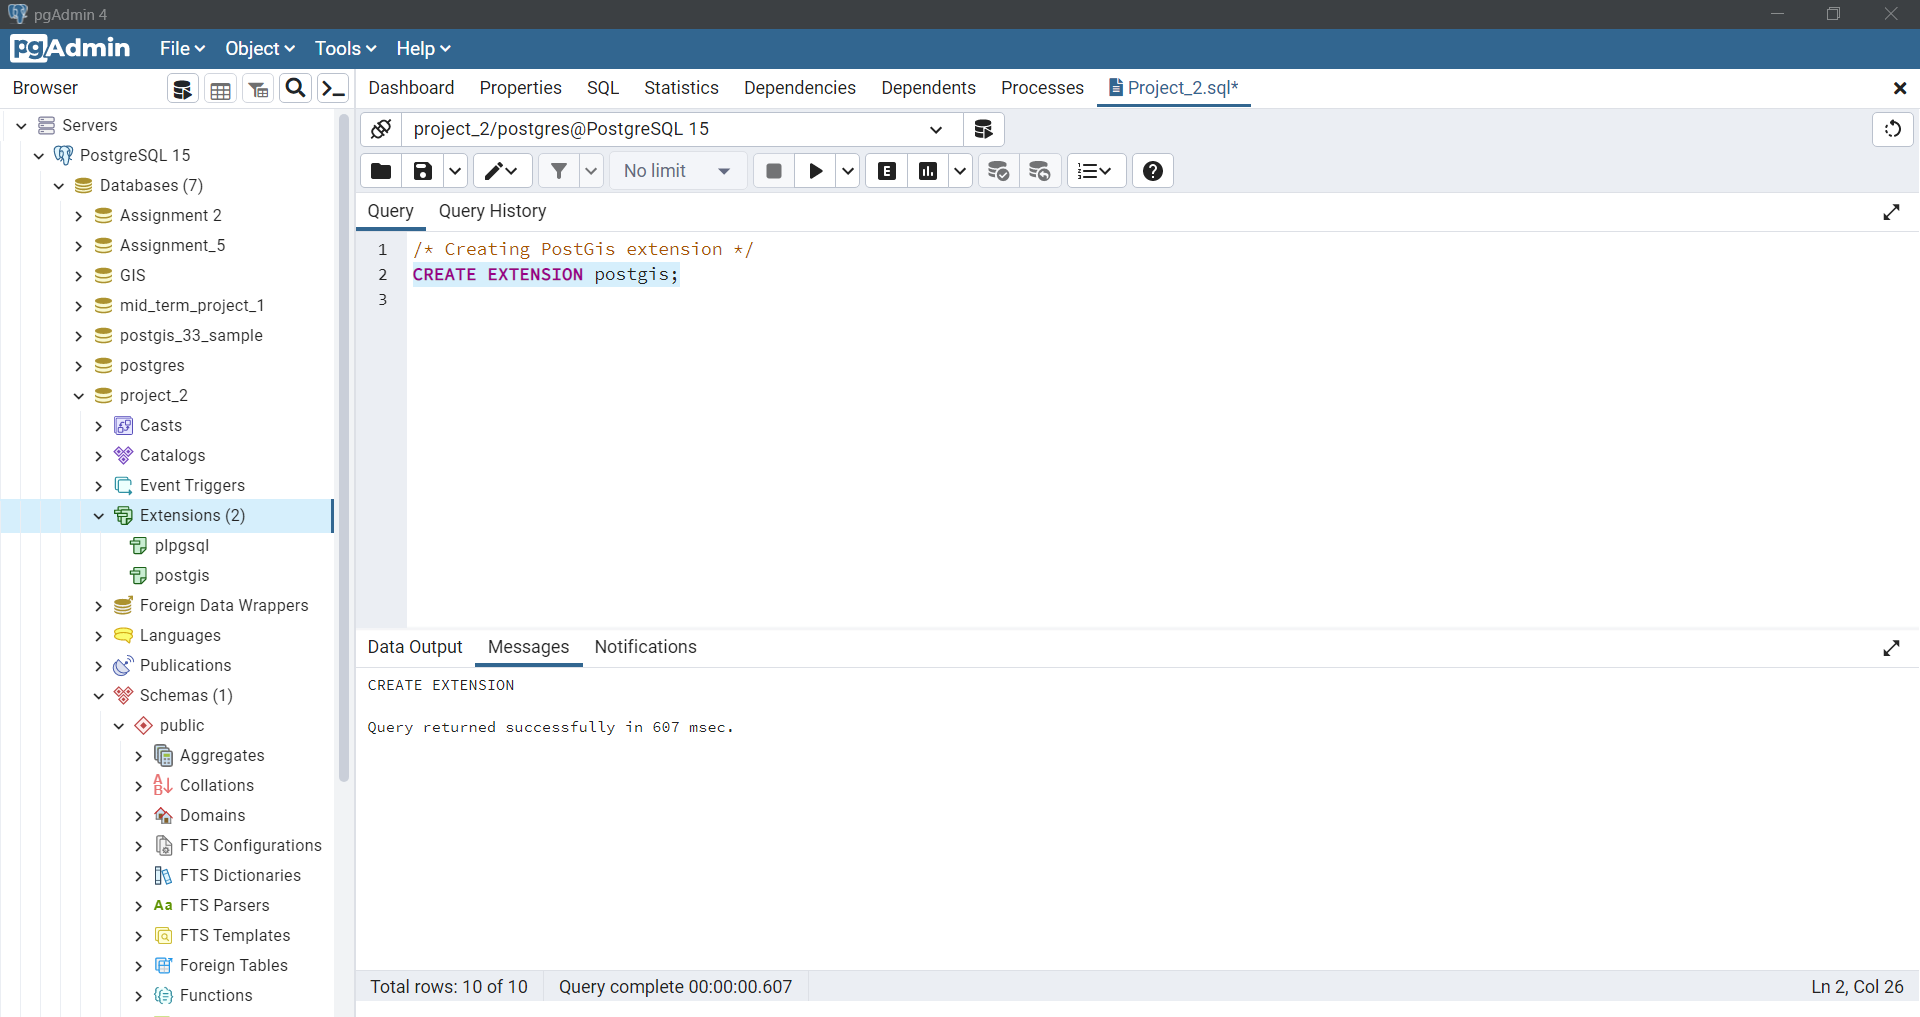 pgAdmin 4
pgAdmin File Object Tools Help
Browser
Dashboard Properties SQL Statistics Dependencies Dependents Processes Project_2.sql*
Servers
PostgreSQL 15
Databases (7)
Assignment 2
Assignment_5
GIS
mid_term_project_1
postgis_33_sample
postgres
project_2
Casts
Catalogs
Event Triggers
Extensions (2)
plpgsql
postgis
Foreign Data Wrappers
Languages
Publications
Schemas (1)
public
Aggregates
Collations
Domains
FTS Configurations
FTS Dictionaries
Aa FTS Parsers
FTS Templates
Foreign Tables
Functions
project_2/postgres@PostgreSQL 15
No limit
E
Query Query History
1 /* Creating PostGis extension */
2 CREATE EXTENSION postgis;
3
Data Output Messages Notifications
CREATE EXTENSION
Query returned successfully in 607 msec.
Total rows: 10 of 10 Query complete 00:00:00.607 Ln 2, Col 26